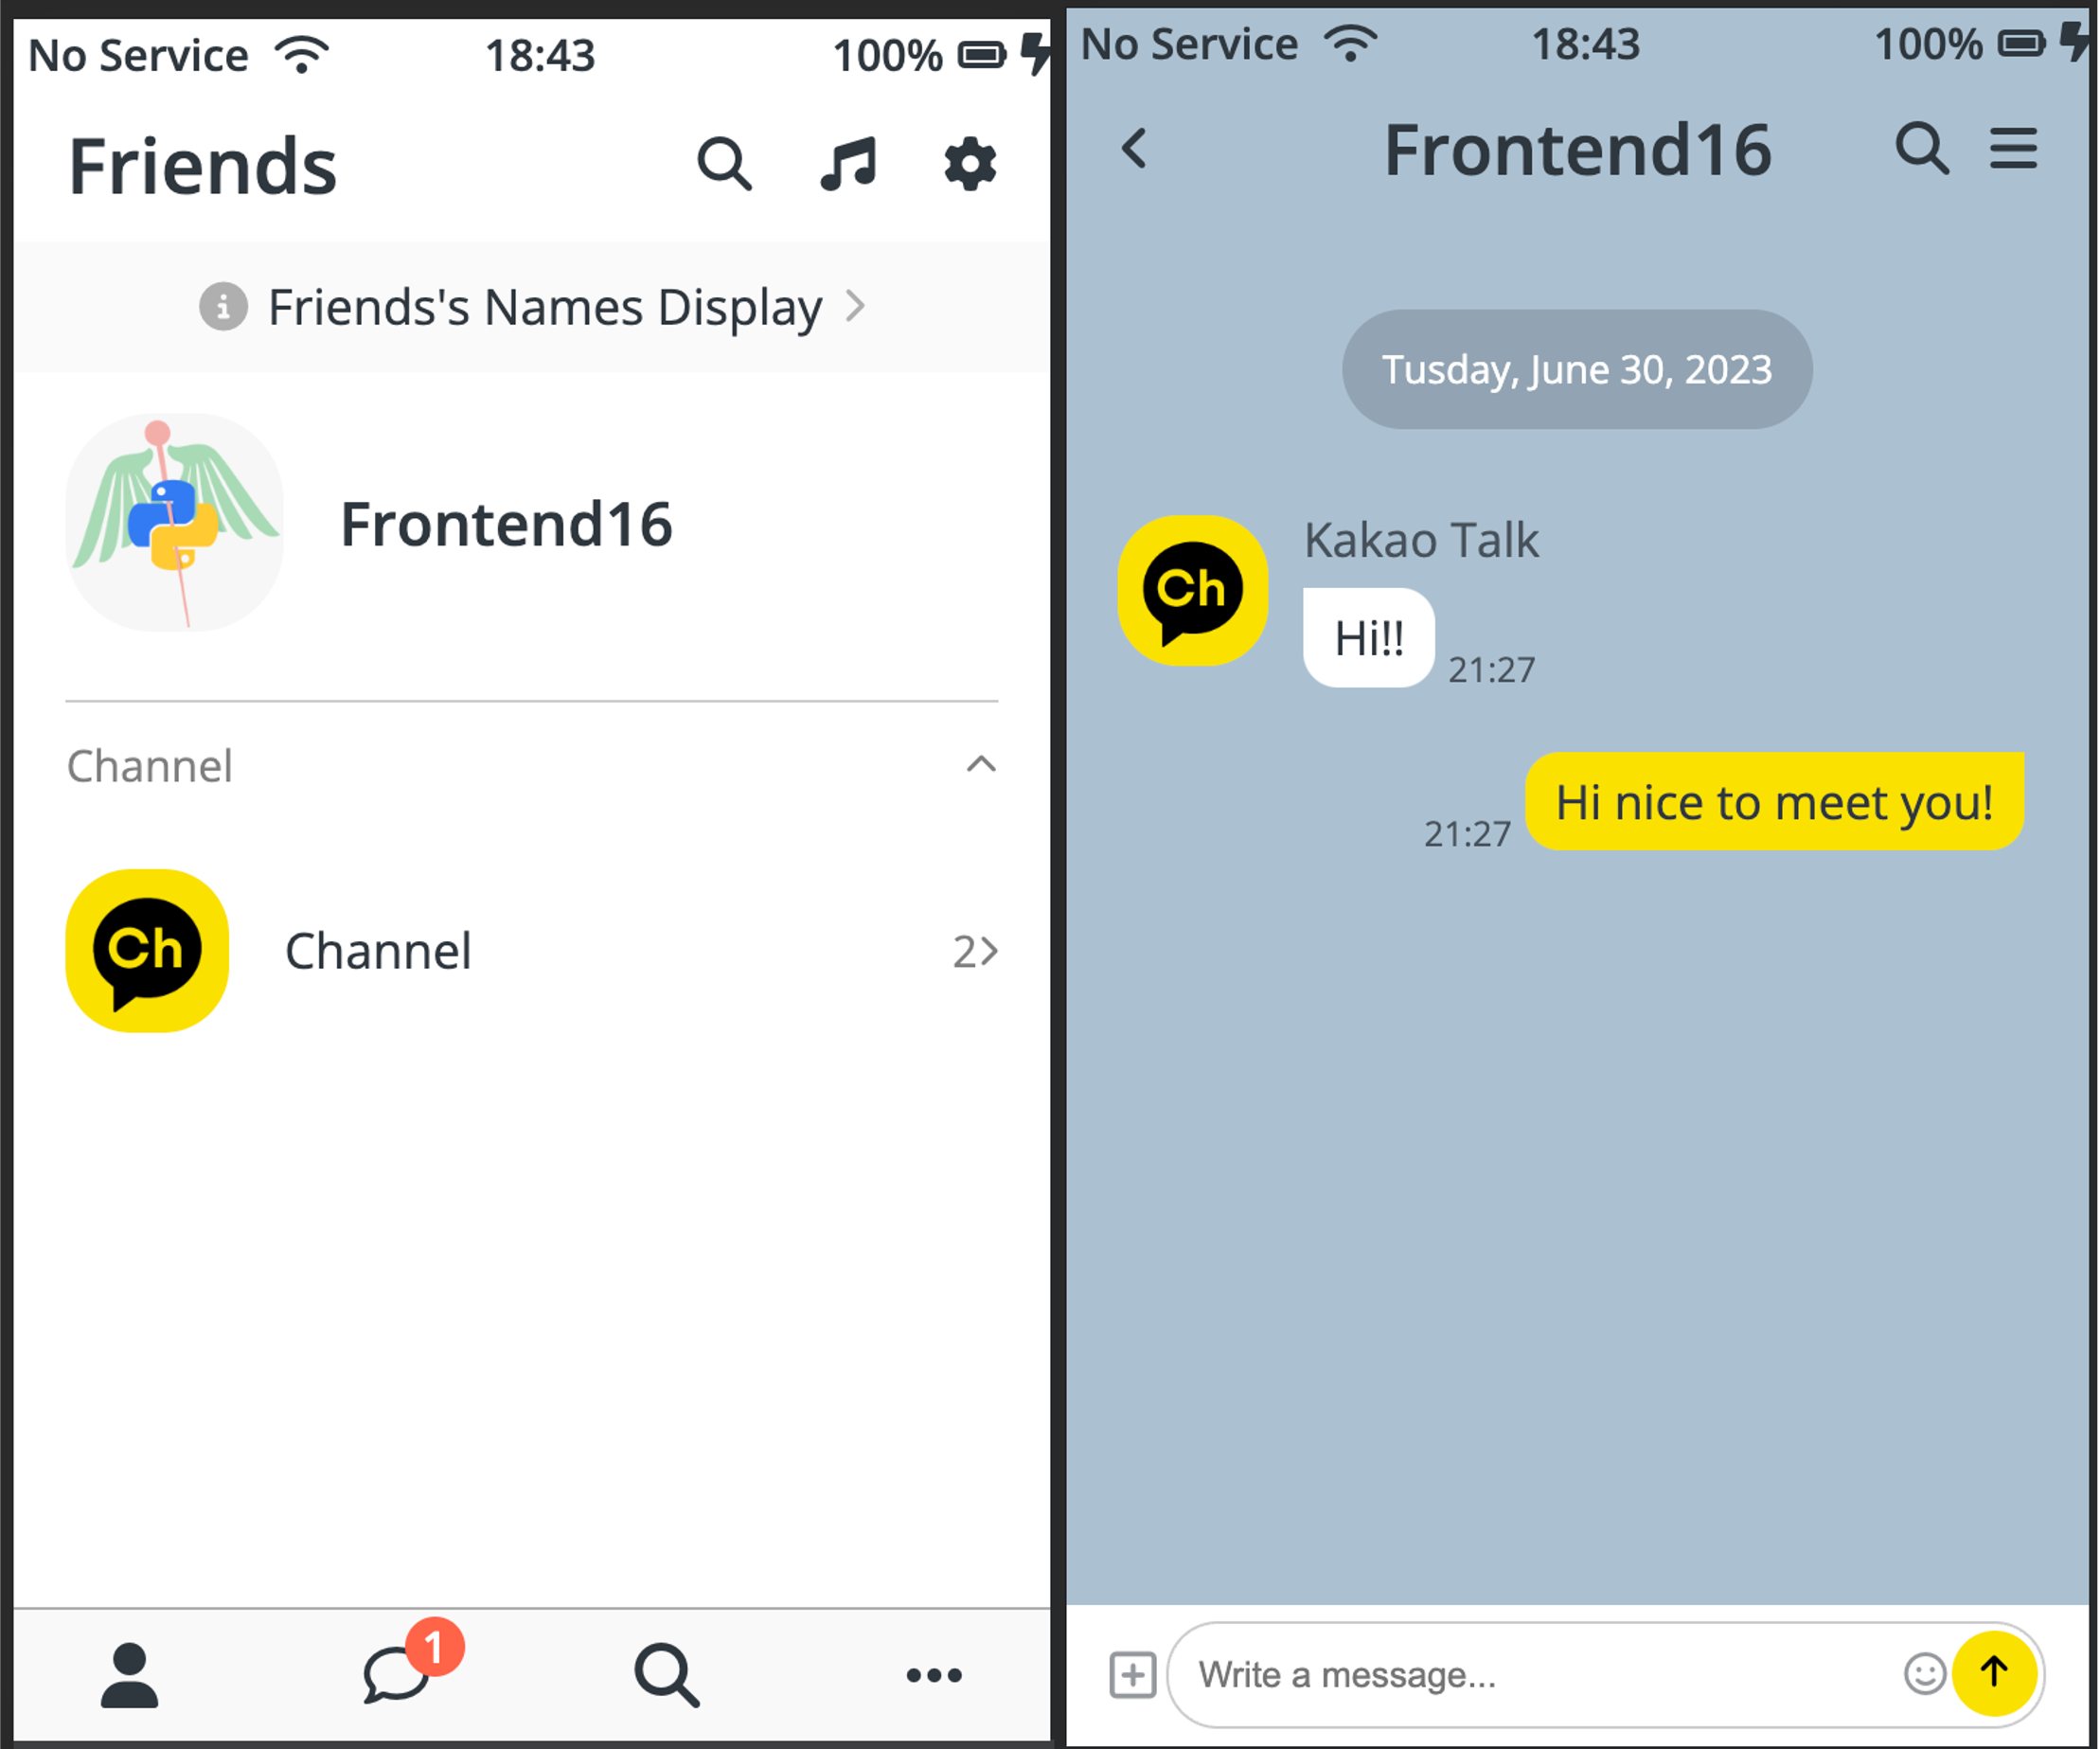 No Service 18:43 100%
Friends
Friends's Names Display
Frontend16
Channel
Ch Channel 2
1
No Service 18:43 100%
Frontend16
Tusday, June 30, 2023
Kakao Talk
Ch Hi!! 21:27
21:27 Hi nice to meet you!
Write a message...